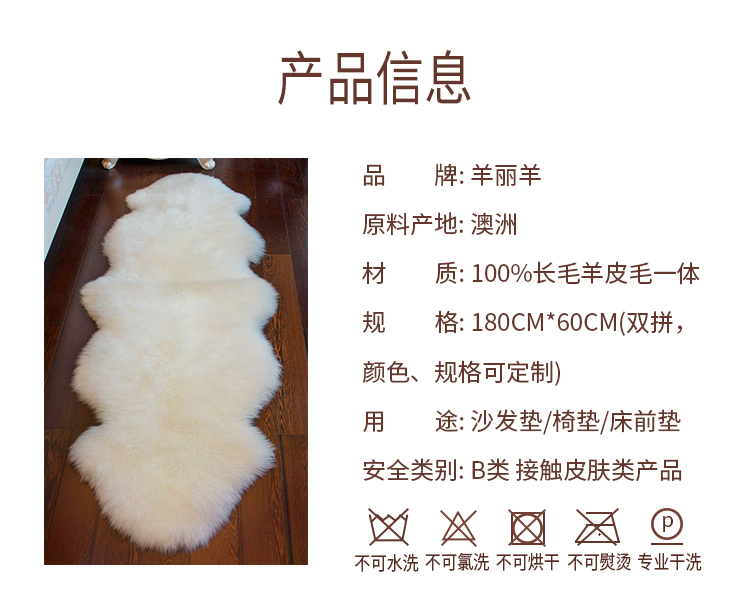 产品信息
品 牌: 羊丽羊
原料产地: 澳洲
材 质: 100%长毛羊皮毛一体
规 格: 180CM*60CM(双拼，
颜色、规格可定制)
用 途: 沙发垫/椅垫/床前垫
安全类别: B类 接触皮肤类产品
p
不可水洗 不可氯洗 不可烘干 不可熨烫 专业干洗